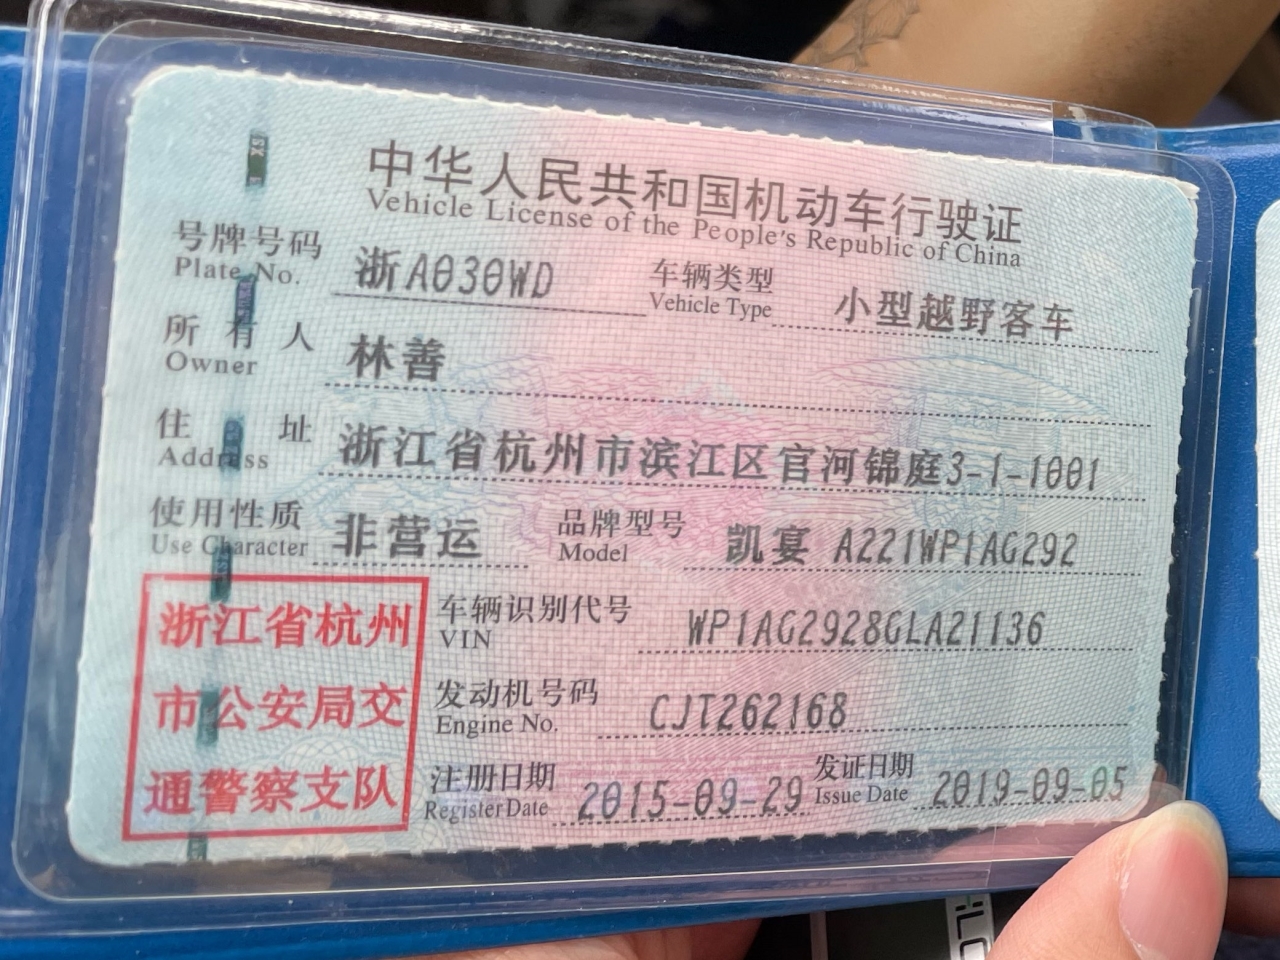 中华人民共和国机动车行驶证
Vehicle License of the People's Republic of China
号牌号码 浙A030WD 车辆类型 小型越野客车
Plate No. Vehicle Type
所有人 林善
Owner
住址 浙江省杭州市滨江区官河锦庭3-1-1001
Address
使用性质 非营运 品牌型号 凯宴 A221WP1AG292
Use Character Model
浙江省杭州
市公安局交
通警察支队
车辆识别代号 WP1AG2928GLA21136
VIN
发动机号码 CJT262168
Engine No.
注册日期 2015-09-29 发证日期 2019-09-05
Register Date Issue Date